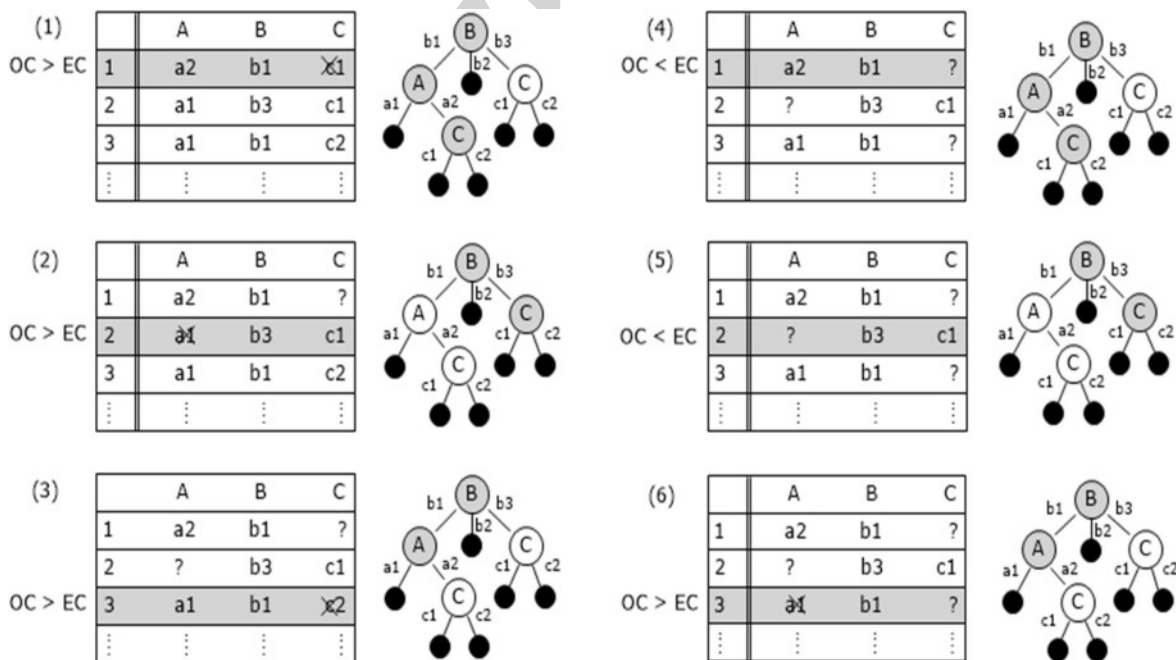 (1)
OC > EC
A B C
1 a2 b1 c1
2 a1 b3 c1
3 a1 b1 c2
⋮ ⋮ ⋮ ⋮
B
b1 b2 b3
A C
a1 a2 c1 c2
C
c1 c2
(2)
OC > EC
A B C
1 a2 b1 ?
2 a1 b3 c1
3 a1 b1 c2
⋮ ⋮ ⋮ ⋮
B
b1 b2 b3
A C
a1 a2 c1 c2
C
c1 c2
(3)
OC > EC
A B C
1 a2 b1 ?
2 ? b3 c1
3 a1 b1 c2
⋮ ⋮ ⋮ ⋮
B
b1 b2 b3
A C
a1 a2 c1 c2
C
c1 c2
(4)
OC < EC
A B C
1 a2 b1 ?
2 ? b3 c1
3 a1 b1 ?
⋮ ⋮ ⋮ ⋮
B
b1 b2 b3
A C
a1 a2 c1 c2
C
c1 c2
(5)
OC < EC
A B C
1 a2 b1 ?
2 ? b3 c1
3 a1 b1 ?
⋮ ⋮ ⋮ ⋮
B
b1 b2 b3
A C
a1 a2 c1 c2
C
c1 c2
(6)
OC > EC
A B C
1 a2 b1 ?
2 ? b3 c1
3 a1 b1 ?
⋮ ⋮ ⋮ ⋮
B
b1 b2 b3
A C
a1 a2 c1 c2
C
c1 c2